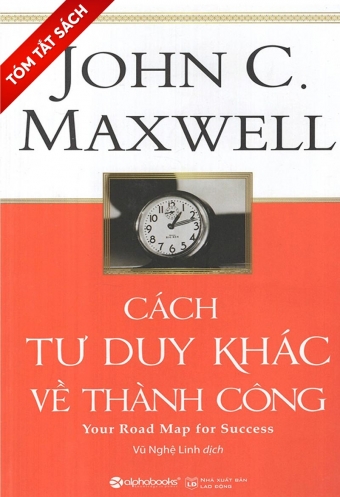 TÓM TẮT SÁCH
JOHN C.
MAXWELL
CÁCH
TƯ DUY KHÁC
VỀ THÀNH CÔNG
Your Road Map for Success
Vũ Nghệ Linh dịch
alphabooks
LĐ NHÀ XUẤT BẢN
LAO ĐỘNG